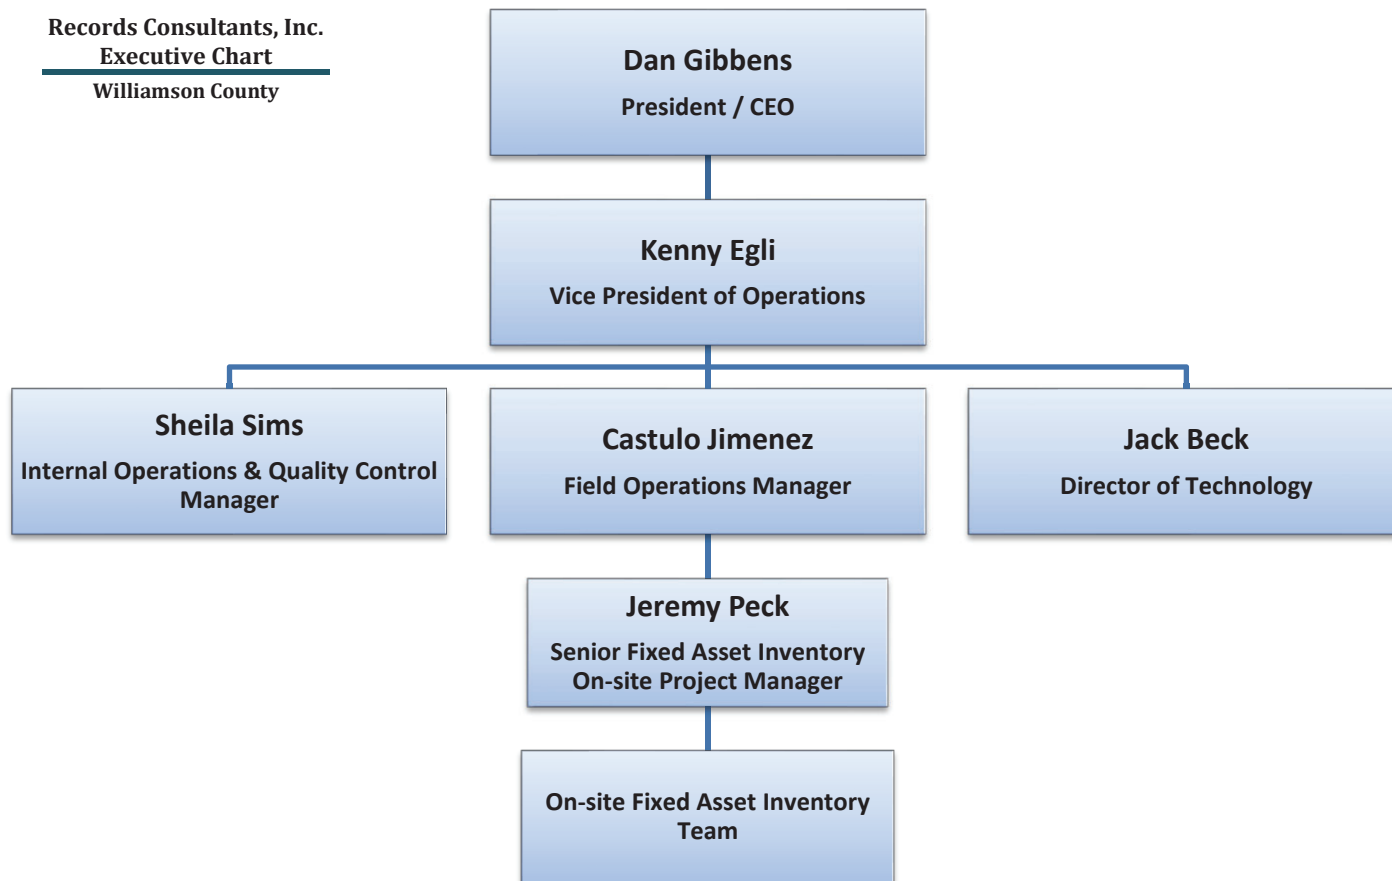 Records Consultants, Inc.
Executive Chart
Williamson County
Dan Gibbens
President / CEO
Kenny Egli
Vice President of Operations
Sheila Sims
Internal Operations & Quality Control
Manager
Castulo Jimenez
Field Operations Manager
Jack Beck
Director of Technology
Jeremy Peck
Senior Fixed Asset Inventory
On-site Project Manager
On-site Fixed Asset Inventory
Team